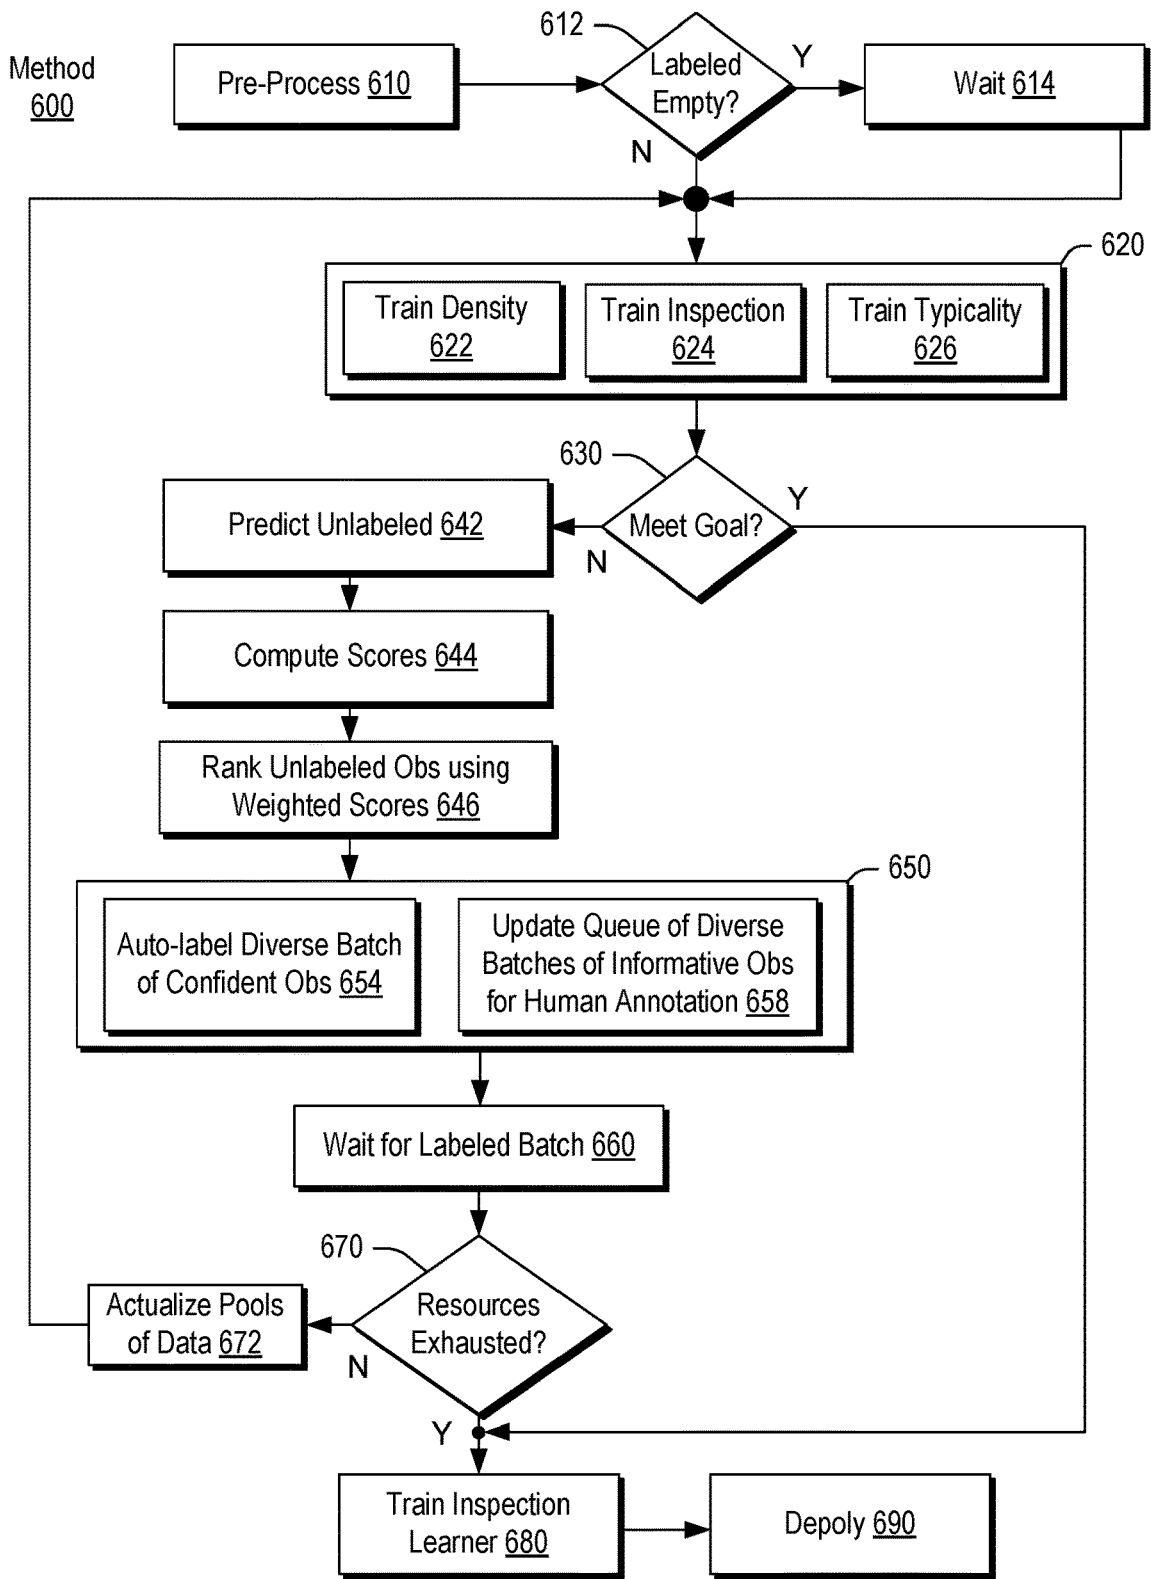 Method
600
Pre-Process 610
612
Labeled
Empty?
Y
N
Wait 614
620
Train Density
622
Train Inspection
624
Train Typicality
626
630
Meet Goal?
Y
N
Predict Unlabeled 642
Compute Scores 644
Rank Unlabeled Obs using
Weighted Scores 646
650
Auto-label Diverse Batch
of Confident Obs 654
Update Queue of Diverse
Batches of Informative Obs
for Human Annotation 658
Wait for Labeled Batch 660
670
Resources
Exhausted?
N
Y
Actualize Pools
of Data 672
Train Inspection
Learner 680
Depoly 690